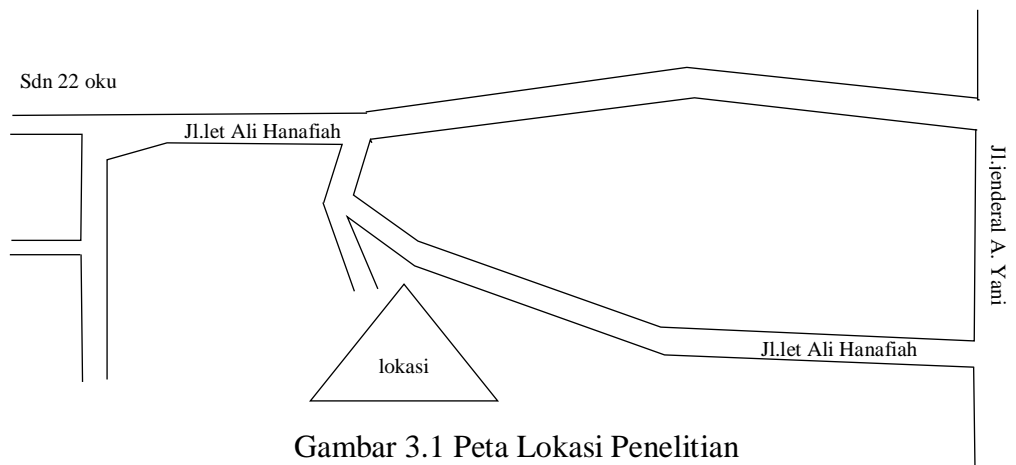 Sdn 22 oku
Jl.let Ali Hanafiah
Jl.jenderal A. Yani
Jl.let Ali Hanafiah
lokasi
Gambar 3.1 Peta Lokasi Penelitian